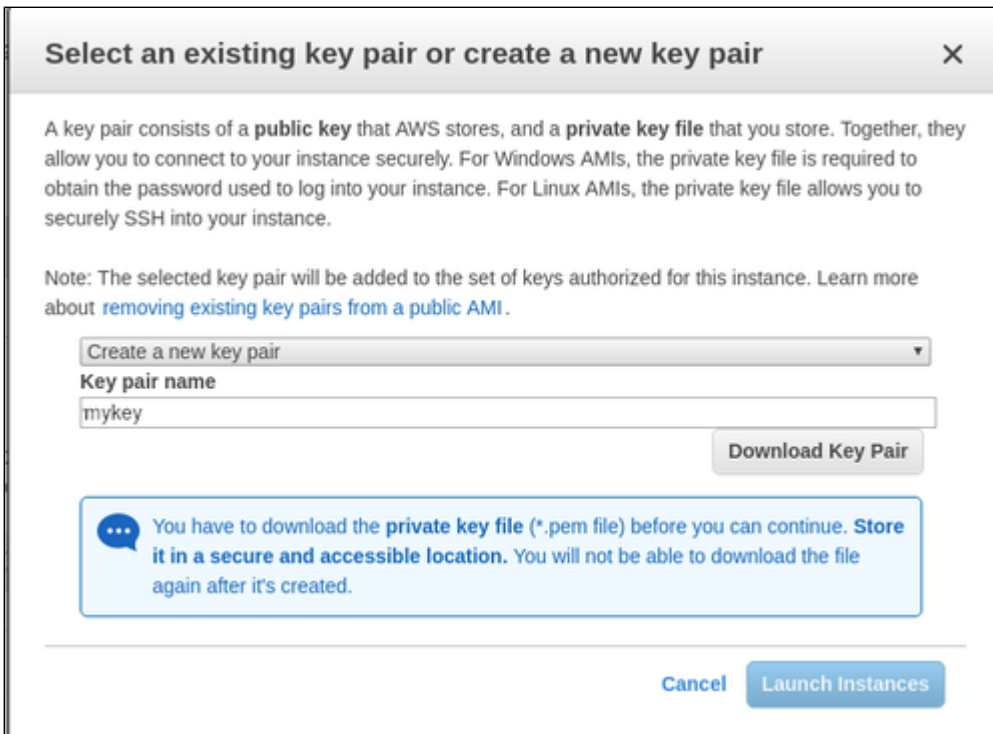 Select an existing key pair or create a new key pair
A key pair consists of a public key that AWS stores, and a private key file that you store. Together, they
allow you to connect to your instance securely. For Windows AMIs, the private key file is required to
obtain the password used to log into your instance. For Linux AMIs, the private key file allows you to
securely SSH into your instance.
Note: The selected key pair will be added to the set of keys authorized for this instance. Learn more
about removing existing key pairs from a public AMI.
Create a new key pair
Key pair name
mykey
Download Key Pair
You have to download the private key file (*.pem file) before you can continue. Store
it in a secure and accessible location. You will not be able to download the file
again after it's created.
Cancel Launch Instances